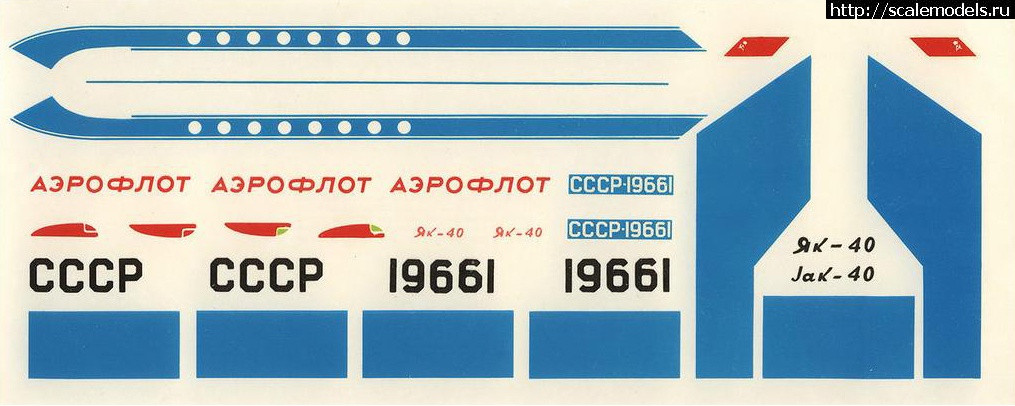 http://scalemodels.ru
АЭРОФЛОТ АЭРОФЛОТ АЭРОФЛОТ СССР-19661
Як-40 Як-40 СССР-19661
СССР СССР 19661 19661
Як-40
Jак-40